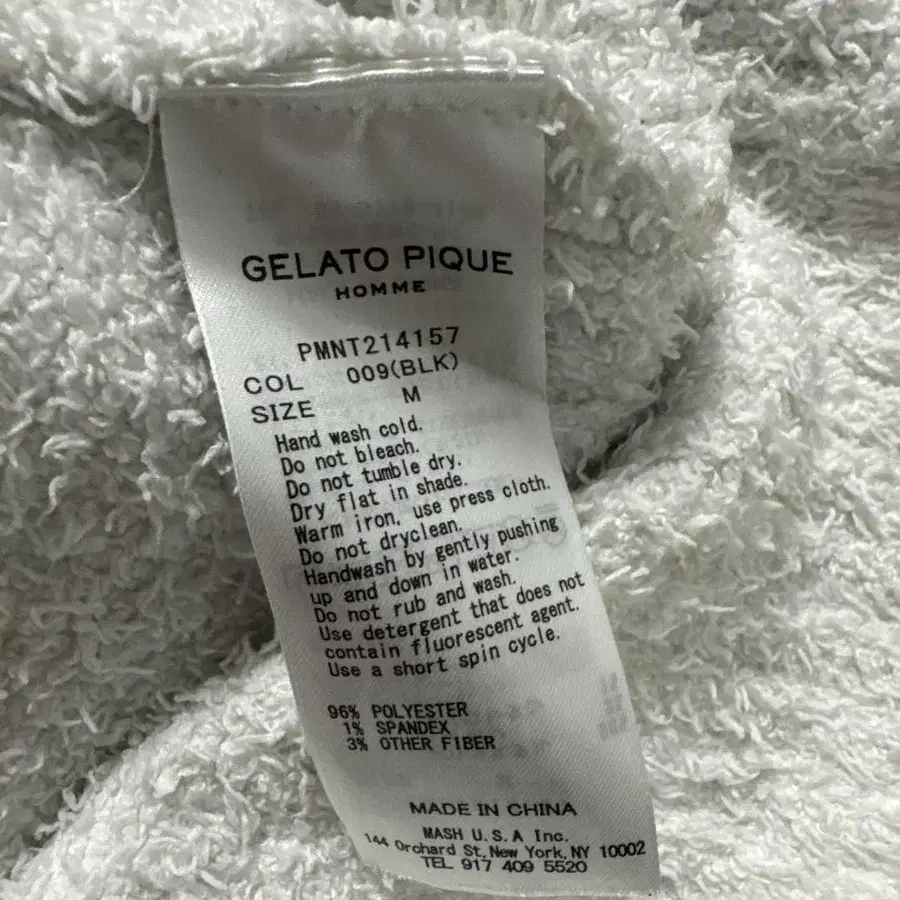 GELATO PIQUE
HOMME
PMNT214157
COL 009(BLK)
SIZE M
Hand wash cold.
Do not bleach.
Do not tumble dry.
Dry flat in shade.
Warm iron, use press cloth.
Do not dryclean.
Handwash by gently pushing
up and down in water.
Do not rub and wash.
Use detergent that does not
contain fluorescent agent.
Use a short spin cycle.
96% POLYESTER
1% SPANDEX
3% OTHER FIBER
MADE IN CHINA
MASH U.S.A Inc.
144 Orchard St, New York, NY 10002
TEL 917 409 5520